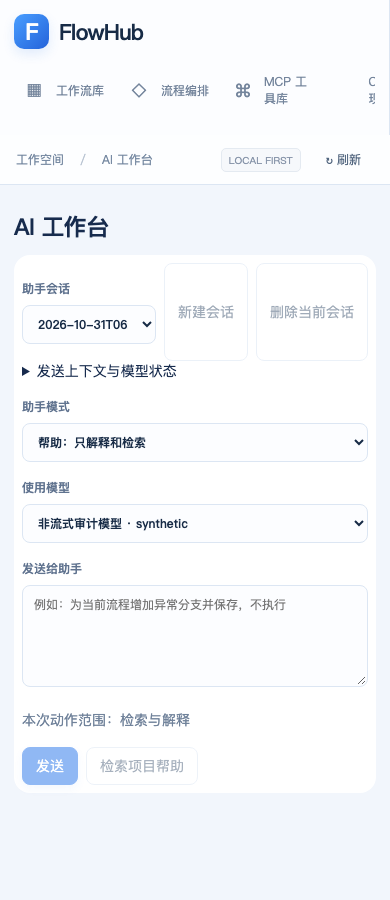 F FlowHub
工作流库
流程编排
MCP 工
具库
工作空间 / AI 工作台
LOCAL FIRST
刷新
AI 工作台
助手会话
2026-10-31T06
新建会话
删除当前会话
发送上下文与模型状态
助手模式
帮助：只解释和检索
使用模型
非流式审计模型 · synthetic
发送给助手
例如：为当前流程增加异常分支并保存，不执行
本次动作范围：检索与解释
发送
检索项目帮助